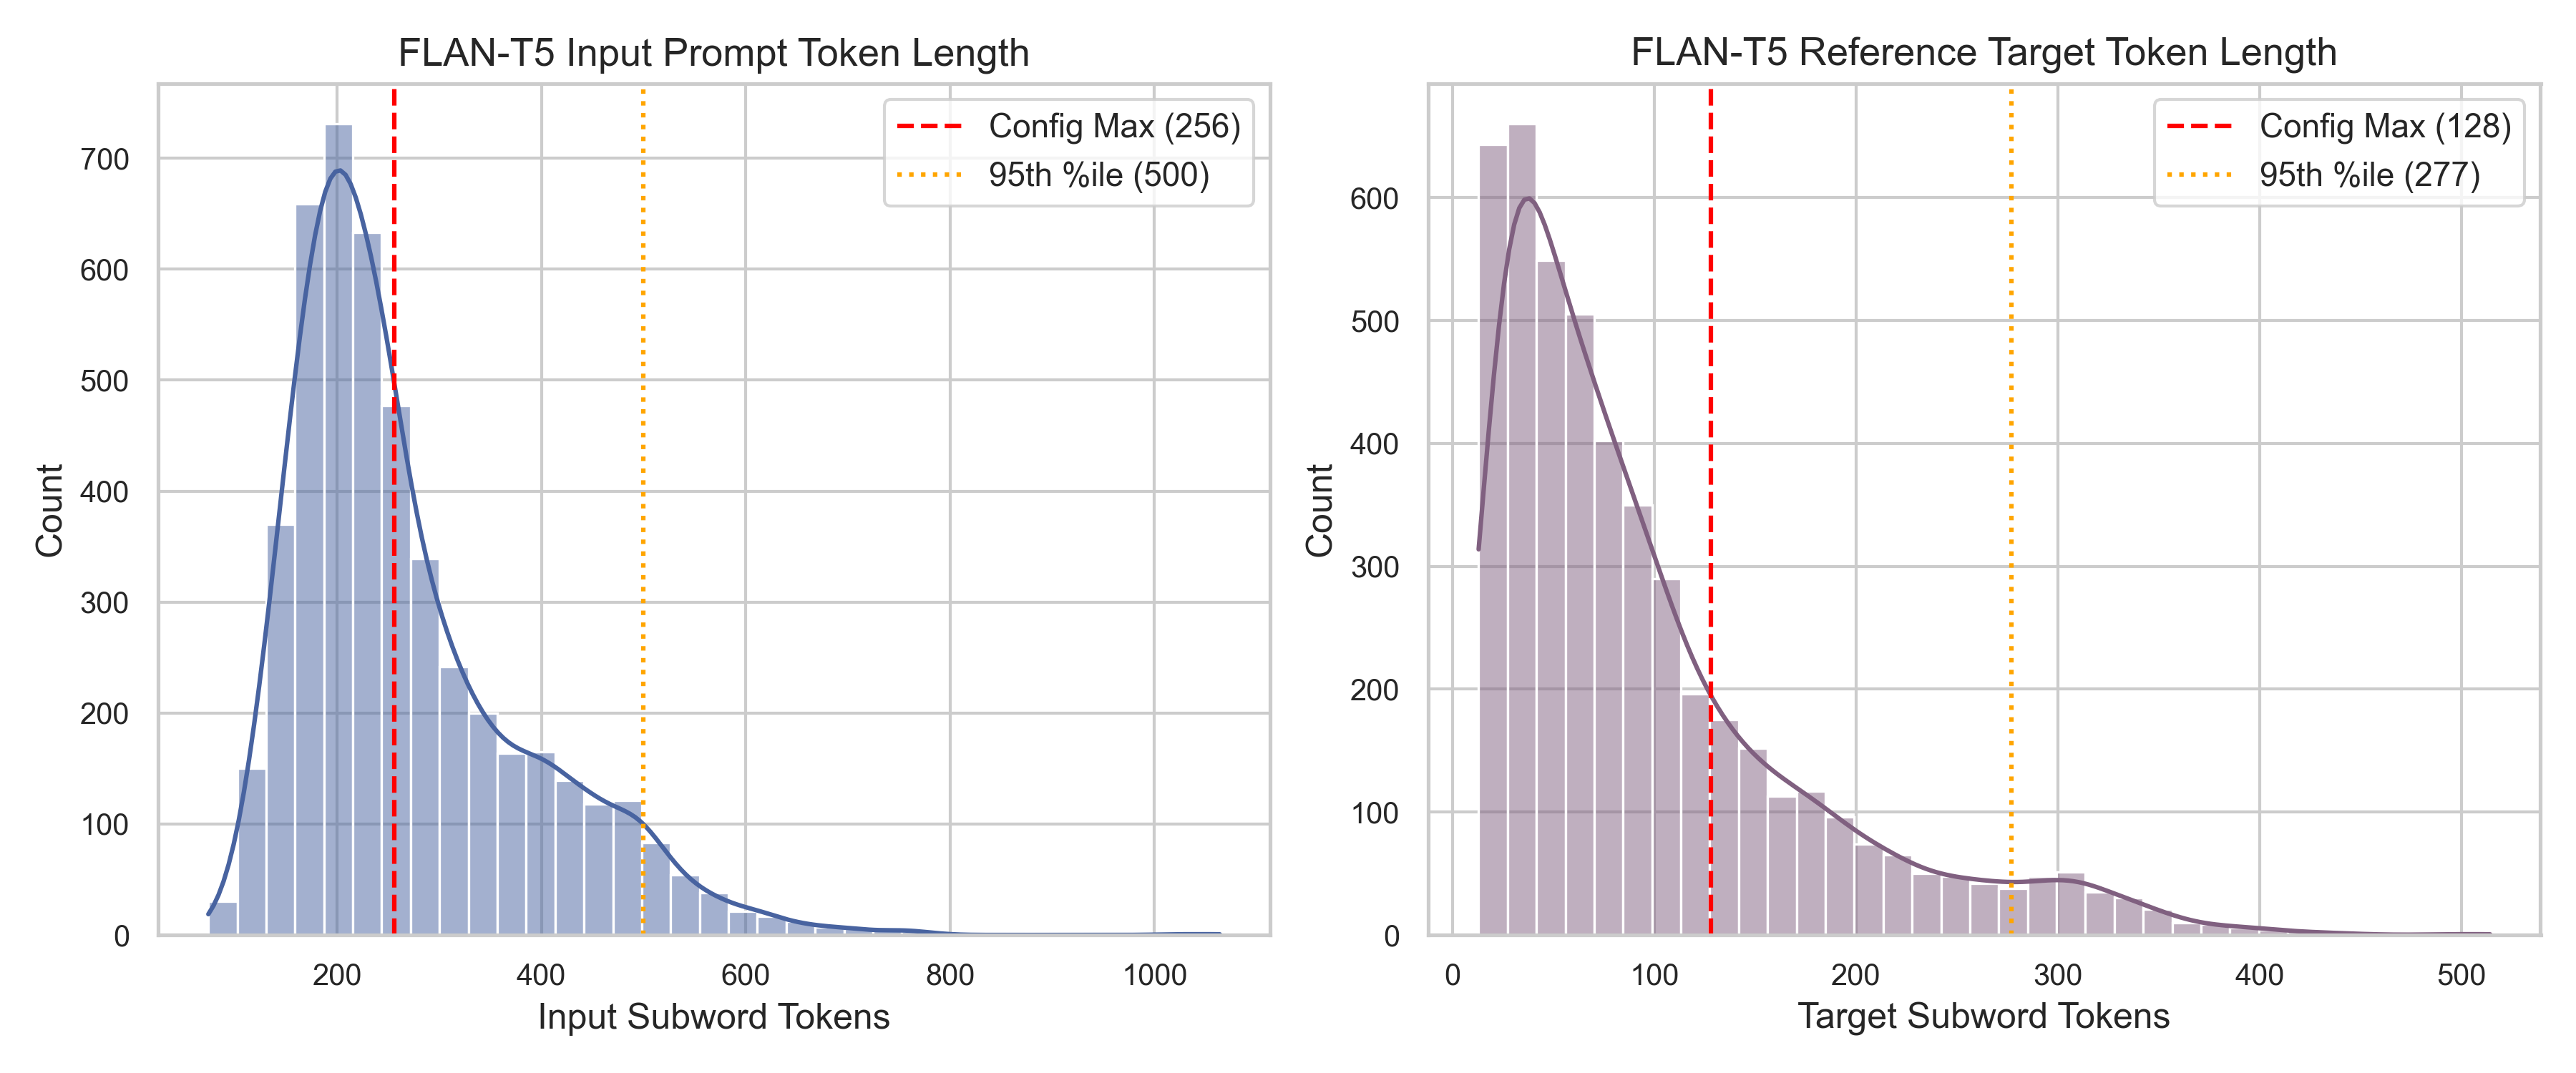 FLAN-T5 Input Prompt Token Length
Config Max (256)
95th %ile (500)
700
600
500
400
300
200
100
0
Count
200 400 600 800 1000
Input Subword Tokens
FLAN-T5 Reference Target Token Length
Config Max (128)
95th %ile (277)
600
500
400
300
200
100
0
Count
0 100 200 300 400 500
Target Subword Tokens